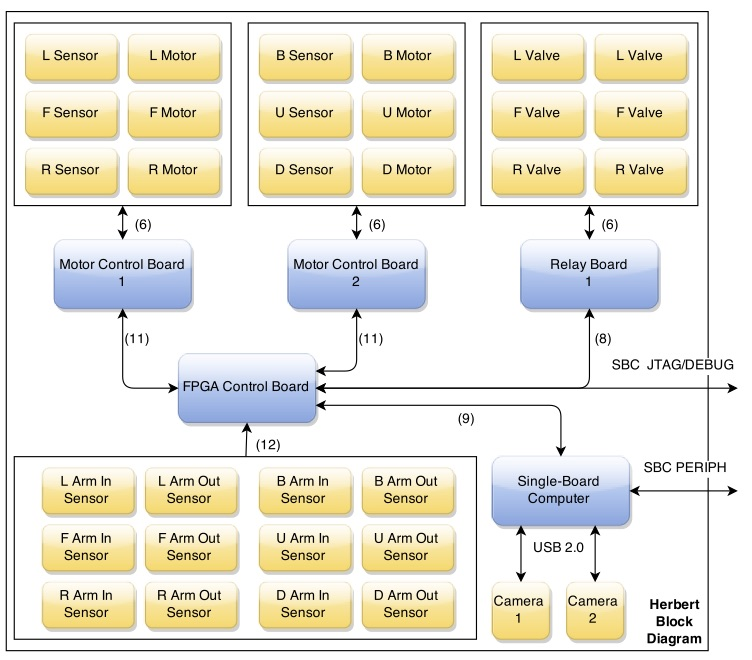 L Sensor
L Motor
B Sensor
B Motor
L Valve
L Valve
F Sensor
F Motor
U Sensor
U Motor
F Valve
F Valve
R Sensor
R Motor
D Sensor
D Motor
R Valve
R Valve
(6)
(6)
(6)
Motor Control Board
1
Motor Control Board
2
Relay Board
1
(11)
(11)
(8)
SBC JTAG/DEBUG
FPGA Control Board
(9)
(12)
SBC PERIPH
L Arm In
Sensor
L Arm Out
Sensor
B Arm In
Sensor
B Arm Out
Sensor
Single-Board
Computer
F Arm In
Sensor
F Arm Out
Sensor
U Arm In
Sensor
U Arm Out
Sensor
USB 2.0
R Arm In
Sensor
R Arm Out
Sensor
D Arm In
Sensor
D Arm Out
Sensor
Camera
1
Camera
2
Herbert
Block
Diagram